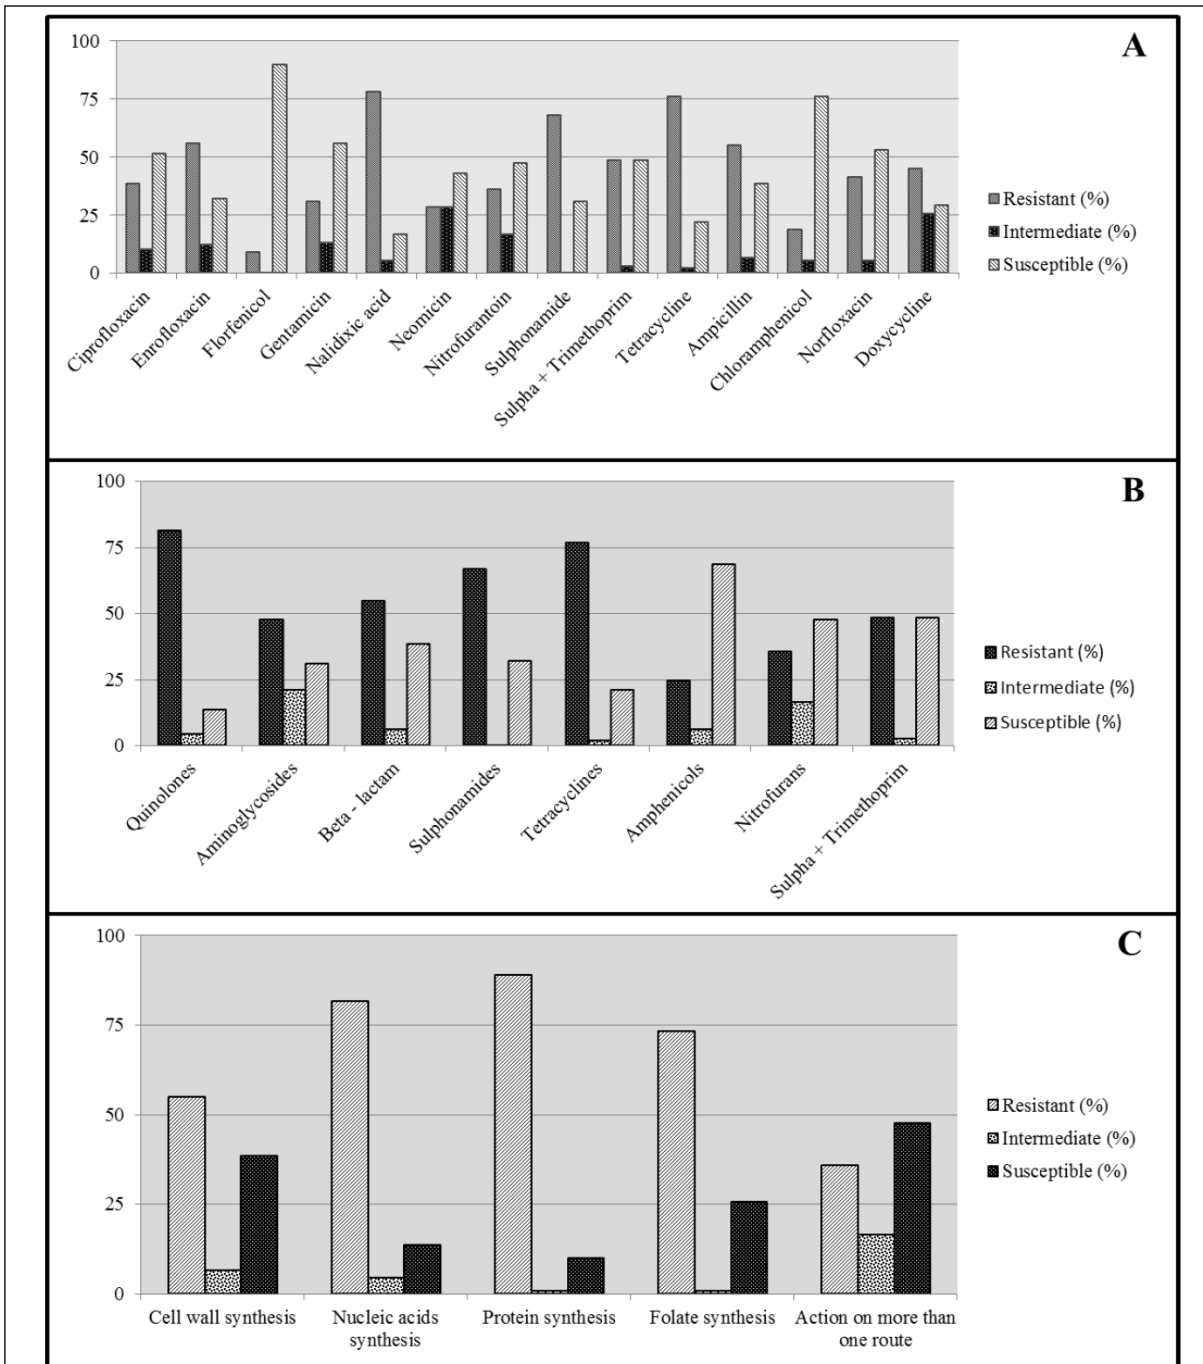 A
100
75
50
25
0
Ciprofloxacin
Enrofloxacin
Florfenicol
Gentamicin
Nalidixic acid
Neomicin
Nitrofurantoin
Sulphonamide
Sulpha + Trimethoprim
Tetracycline
Ampicillin
Chloramphenicol
Norfloxacin
Doxycycline
Resistant (%)
Intermediate (%)
Susceptible (%)
B
100
75
50
25
0
Quinolones
Aminoglycosides
Beta - lactam
Sulphonamides
Tetracyclines
Amphenicols
Nitrofurans
Sulpha + Trimethoprim
Resistant (%)
Intermediate (%)
Susceptible (%)
C
100
75
50
25
0
Cell wall synthesis
Nucleic acids
synthesis
Protein synthesis
Folate synthesis
Action on more than
one route
Resistant (%)
Intermediate (%)
Susceptible (%)